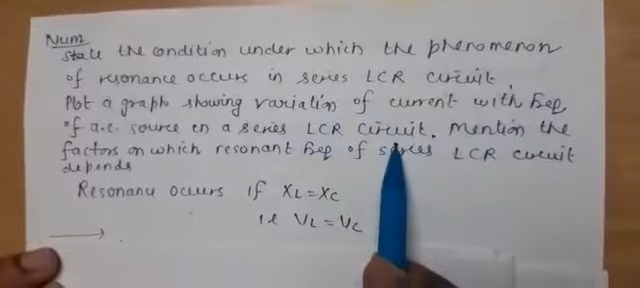 Num
State the condition under which the phenomenon
of resonance occurs in series LCR circuit.
Plot a graph showing variation of current with freq
of a.c. source in a series LCR circuit. Mention the
factors on which resonant freq of series LCR circuit
depends
Resonance occurs if XL = XC
i.e VL = VC